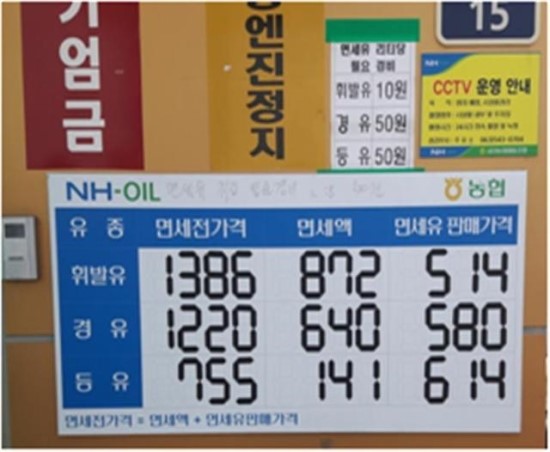 기엄금
엔진정지
15
면세유 리터당
필요 경비
휘발유 10원
경유 50원
등유 50원
NH-
CCTV 운영 안내
NH-OIL
농협
유종 면세전가격 면세액 면세유 판매가격
휘발유 1386 872 514
경유 1220 640 580
등유 755 141 614
면세전가격 = 면세액 + 면세유판매가격